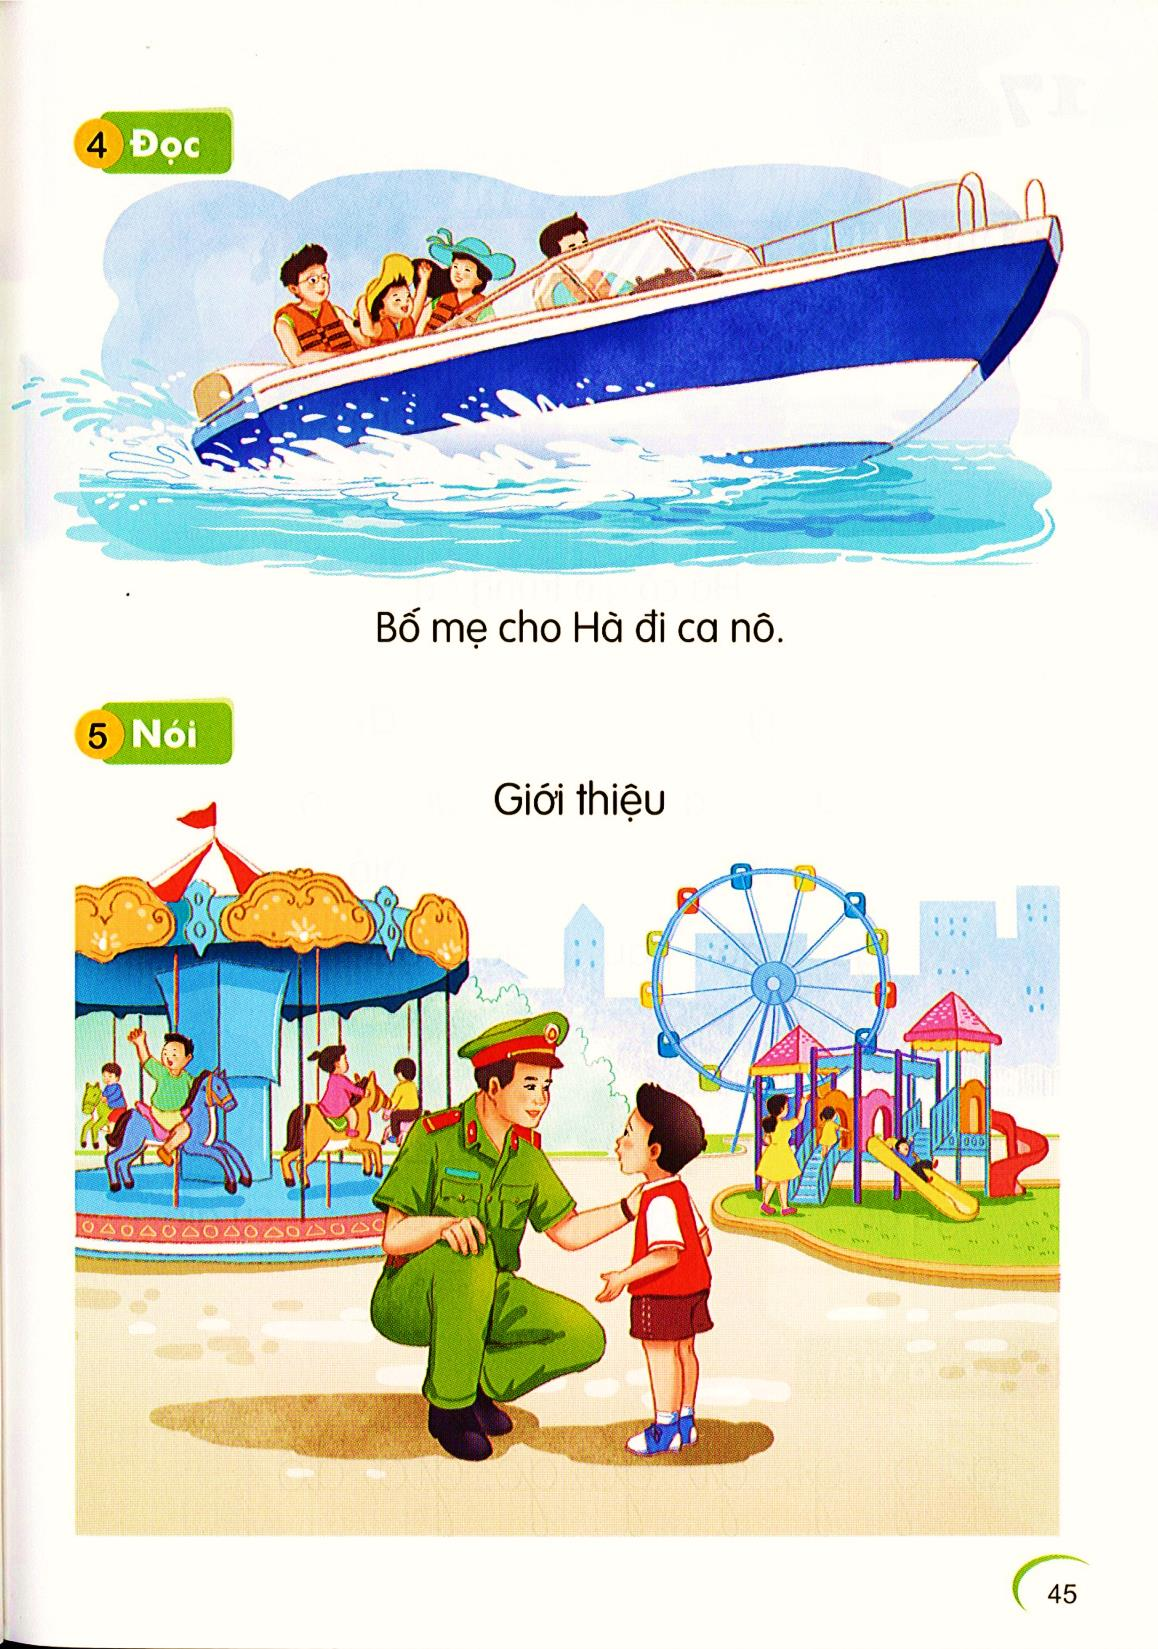 4 Đọc
Bố mẹ cho Hà đi ca nô.
5 Nói
Giới thiệu
45